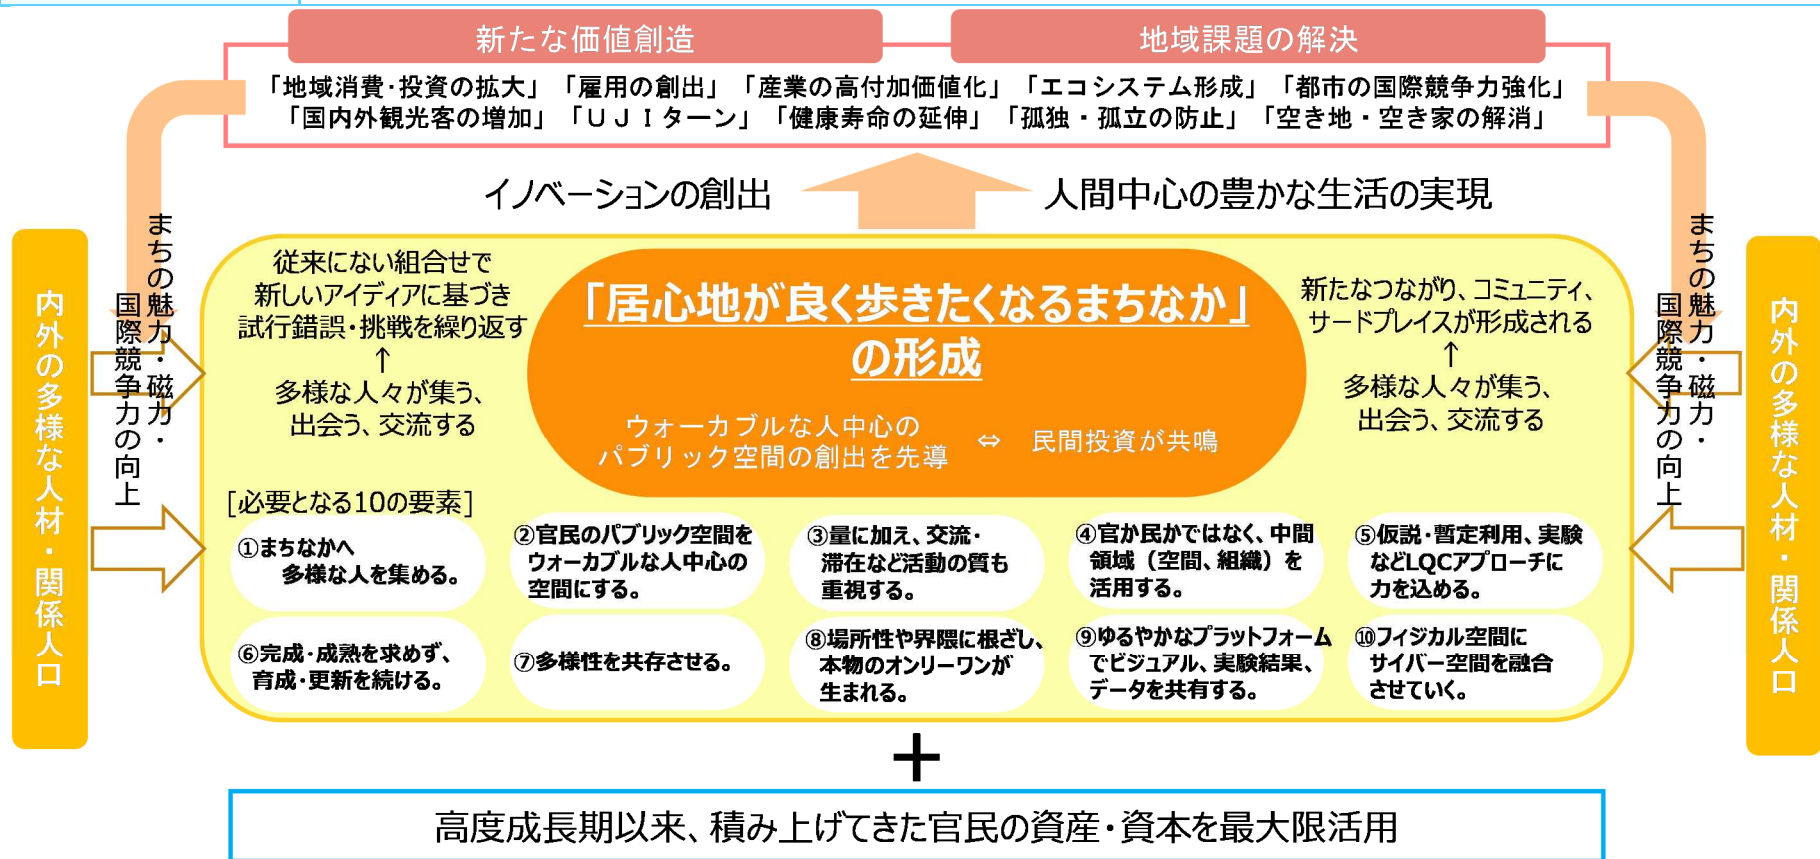 新たな価値創造
地域課題の解決
「地域消費・投資の拡大」「雇用の創出」「産業の高付加価値化」「エコシステム形成」「都市の国際競争力強化」
「国内外観光客の増加」「ＵＪＩターン」「健康寿命の延伸」「孤独・孤立の防止」「空き地・空き家の解消」
イノベーションの創出
人間中心の豊かな生活の実現
内外の多様な人材・関係人口
まちの魅力・磁力・
国際競争力の向上
従来にない組合せで
新しいアイディアに基づき
試行錯誤・挑戦を繰り返す
↑
多様な人々が集う、
出会う、交流する
「居心地が良く歩きたくなるまちなか」
の形成
ウォーカブルな人中心の
パブリック空間の創出を先導
⇔
民間投資が共鳴
新たなつながり、コミュニティ、
サードプレイスが形成される
↑
多様な人々が集う、
出会う、交流する
まちの魅力・磁力・
国際競争力の向上
内外の多様な人材・関係人口
[必要となる10の要素]
①まちなかへ
多様な人を集める。
②官民のパブリック空間を
ウォーカブルな人中心の
空間にする。
③量に加え、交流・
滞在など活動の質も
重視する。
④官か民かではなく、中間
領域（空間、組織）を
活用する。
⑤仮説・暫定利用、実験
などLQCアプローチに
力を込める。
⑥完成・成熟を求めず、
育成・更新を続ける。
⑦多様性を共存させる。
⑧場所性や界隈に根ざし、
本物のオンリーワンが
生まれる。
⑨ゆるやかなプラットフォーム
でビジュアル、実験結果、
データを共有する。
⑩フィジカル空間に
サイバー空間を融合
させていく。
＋
高度成長期以来、積み上げてきた官民の資産・資本を最大限活用